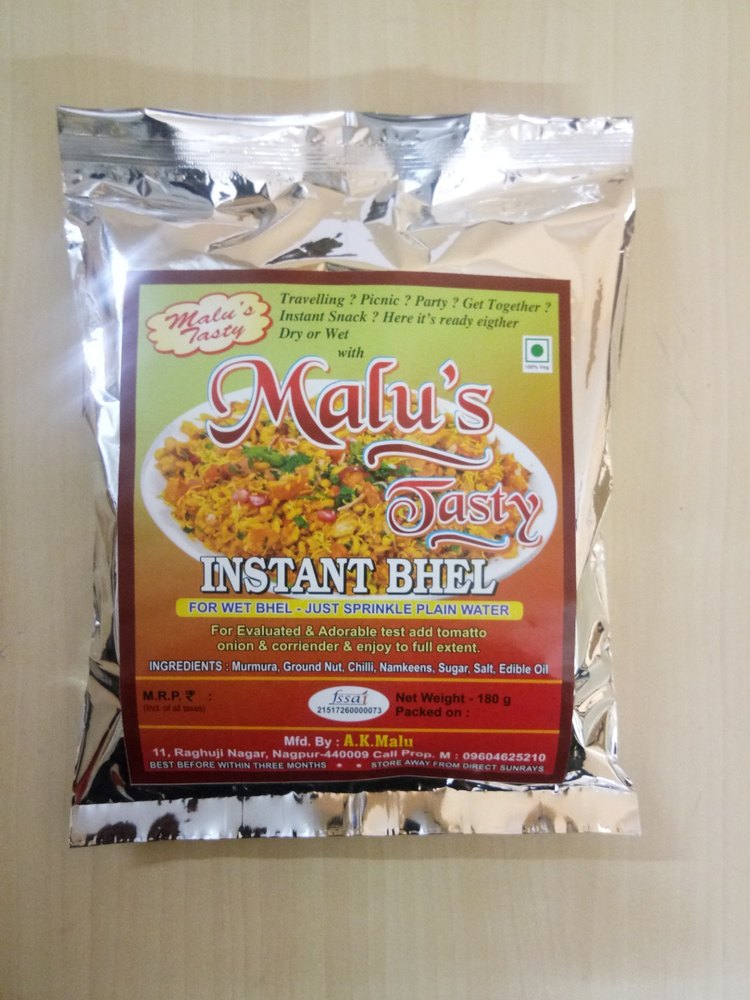 Malu's
Tasty
Travelling ? Picnic ? Party ? Get Together ?
Instant Snack ? Here it's ready eigther
Dry or Wet
with
100% Veg
Malu's
Tasty
INSTANT BHEL
FOR WET BHEL - JUST SPRINKLE PLAIN WATER
For Evaluated & Adorable test add tomatto
onion & corriender & enjoy to full extent.
INGREDIENTS : Murmura, Ground Nut, Chilli, Namkeens, Sugar, Salt, Edible Oil
M.R.P. ₹ :
(incl. of all taxes)
fssai
21517260000073
Net Weight - 180 g
Packed on :
Mfd. By : A.K.Malu
11, Raghuji Nagar, Nagpur-440009 Call Prop. M : 09604625210
BEST BEFORE WITHIN THREE MONTHS * * STORE AWAY FROM DIRECT SUNRAYS